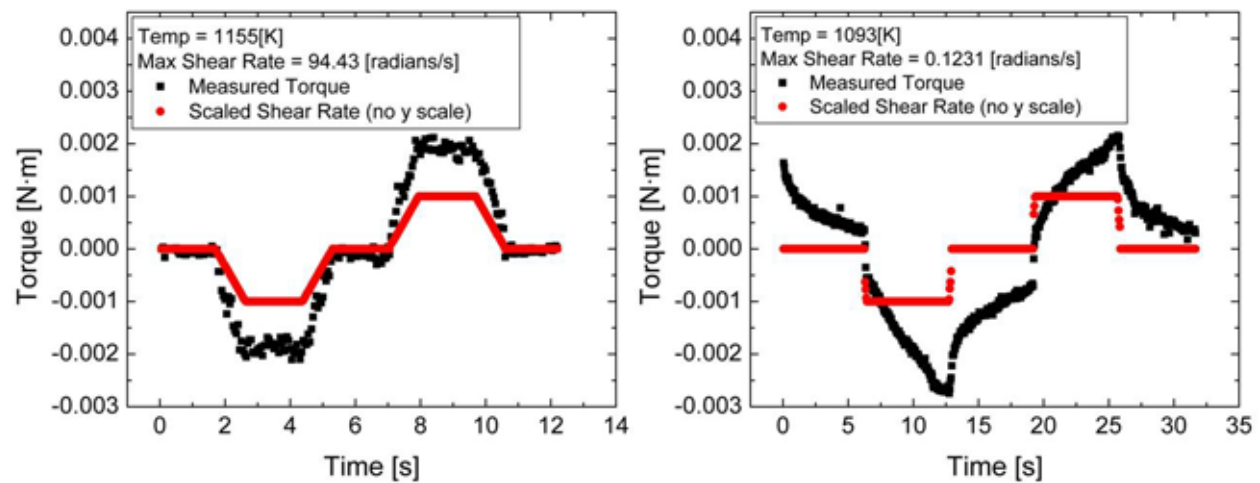 0.004
0.003
0.002
0.001
0.000
-0.001
-0.002
-0.003
Torque [N·m]
Temp = 1155[K]
Max Shear Rate = 94.43 [radians/s]
Measured Torque
Scaled Shear Rate (no y scale)
0 2 4 6 8 10 12 14
Time [s]
0.004
0.003
0.002
0.001
0.000
-0.001
-0.002
-0.003
Torque [N·m]
Temp = 1093[K]
Max Shear Rate = 0.1231 [radians/s]
Measured Torque
Scaled Shear Rate (no y scale)
0 5 10 15 20 25 30 35
Time [s]